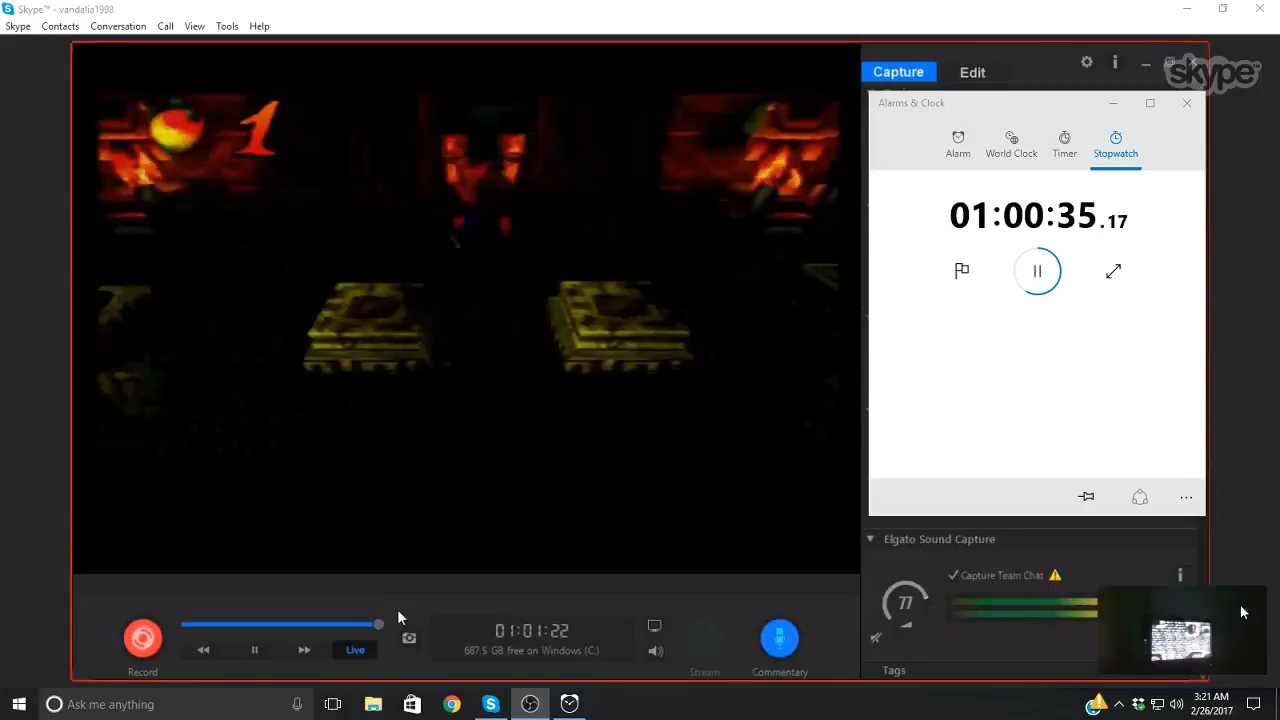 Skype™ - vandalia1998
Skype Contacts Conversation Call View Tools Help
1
Capture Edit
skype™
Alarms & Clock
Alarm World Clock Timer Stopwatch
01:00:35.17
Elgato Sound Capture
Capture Team Chat
77
01:01:22
687.5 GB free on Windows (C:)
Live
Record
Stream
Commentary
Tags
Ask me anything
3:21 AM
2/26/2017